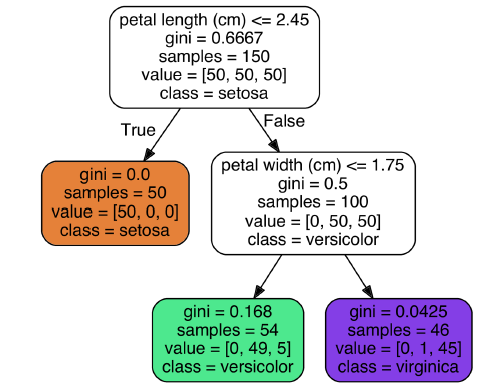 petal length (cm) <= 2.45
gini = 0.6667
samples = 150
value = [50, 50, 50]
class = setosa
True
False
gini = 0.0
samples = 50
value = [50, 0, 0]
class = setosa
petal width (cm) <= 1.75
gini = 0.5
samples = 100
value = [0, 50, 50]
class = versicolor
gini = 0.168
samples = 54
value = [0, 49, 5]
class = versicolor
gini = 0.0425
samples = 46
value = [0, 1, 45]
class = virginica